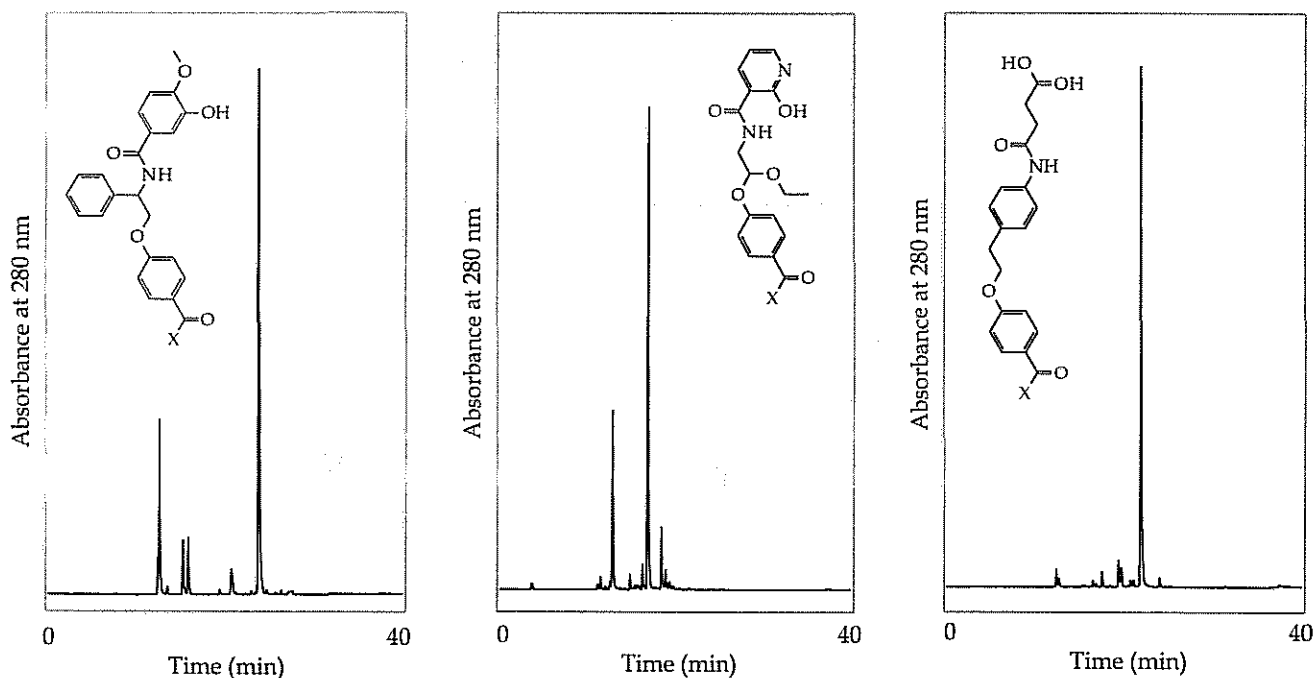 Absorbance at 280 nm
O
OH
O
NH
O
O
X
0
40
Time (min)
Absorbance at 280 nm
N
OH
O
NH
O
O
O
X
0
40
Time (min)
Absorbance at 280 nm
HO
OH
O
NH
O
O
X
0
40
Time (min)